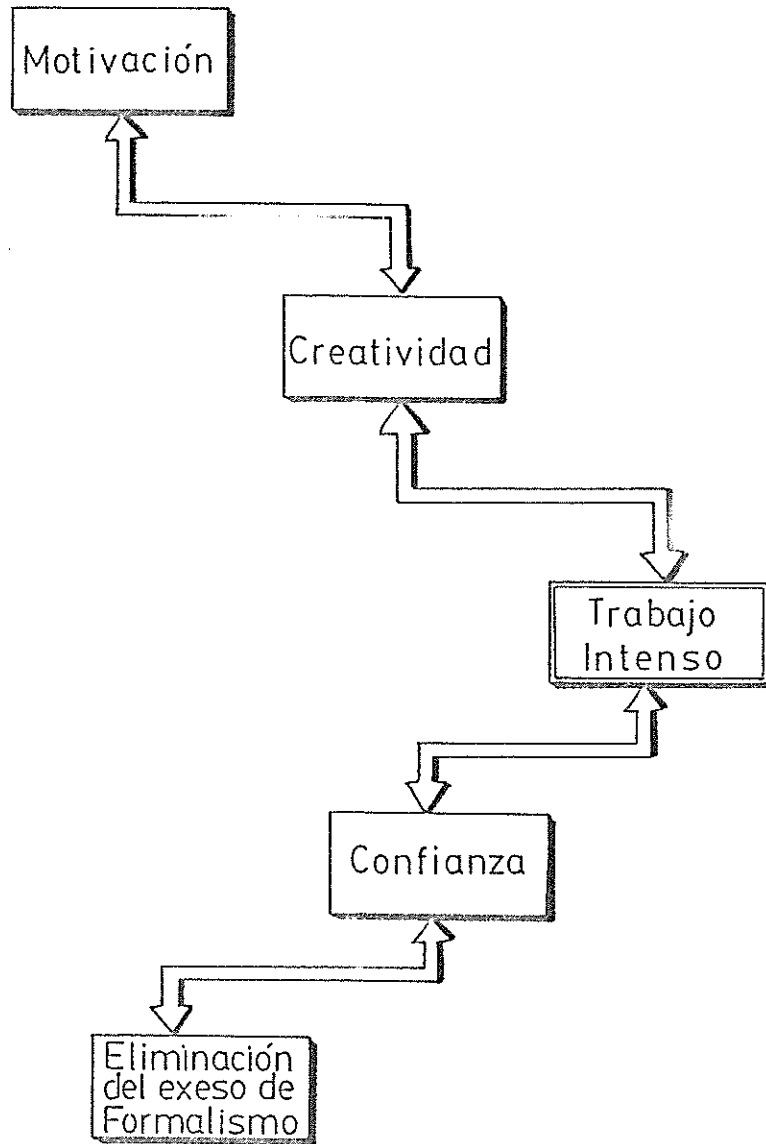 Motivación
Creatividad
Trabajo
Intenso
Confianza
Eliminación
del exeso de
Formalismo